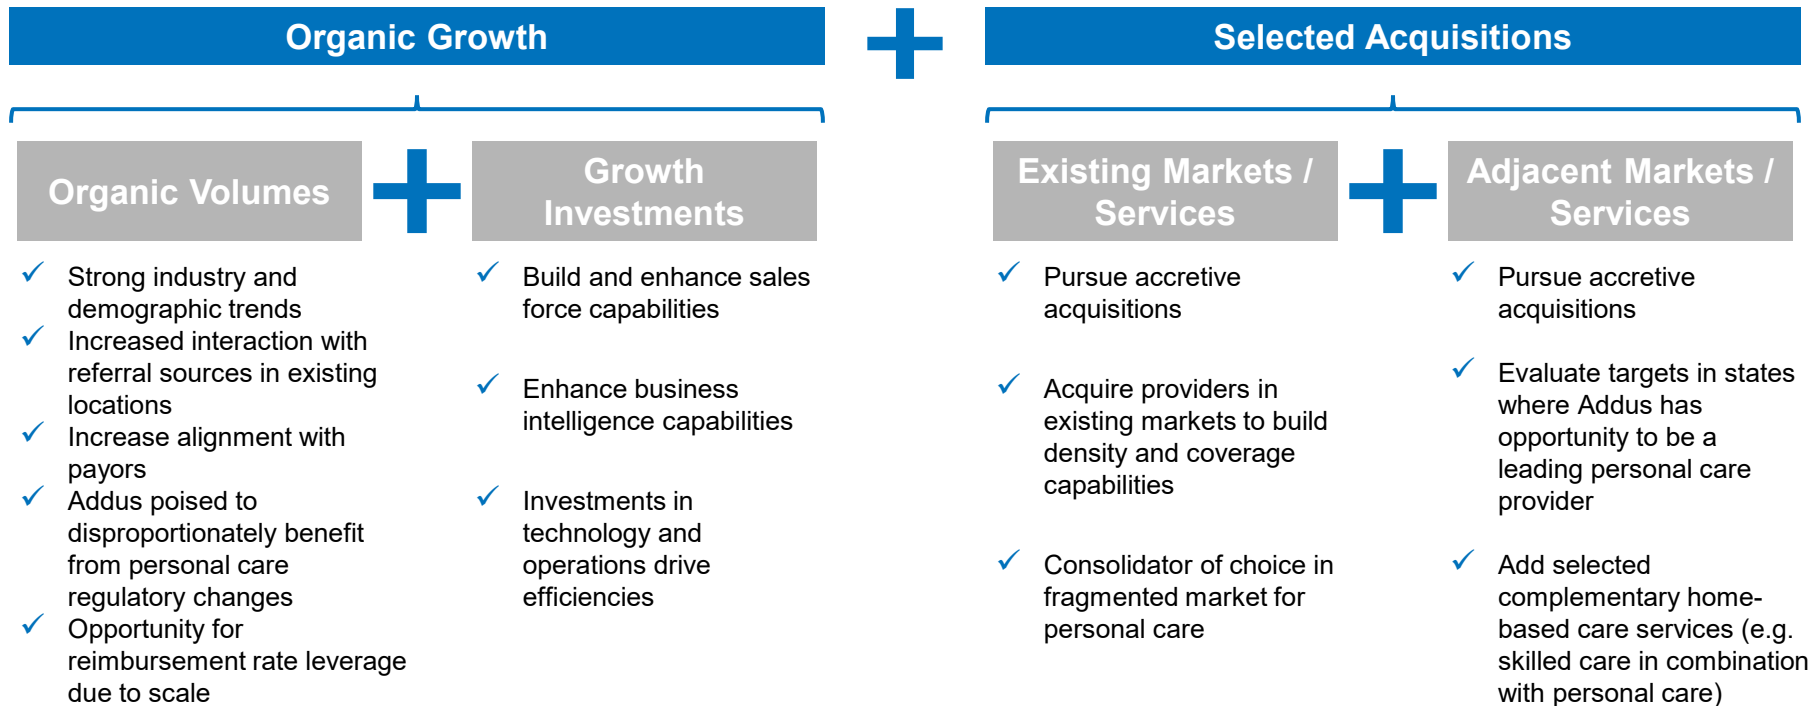 Organic Growth
Selected Acquisitions
Organic Volumes
Growth
Investments
Existing Markets /
Services
Adjacent Markets /
Services
✓ Strong industry and
demographic trends
✓ Increased interaction with
referral sources in existing
locations
✓ Increase alignment with
payors
✓ Addus poised to
disproportionately benefit
from personal care
regulatory changes
✓ Opportunity for
reimbursement rate leverage
due to scale
✓ Build and enhance sales
force capabilities
✓ Enhance business
intelligence capabilities
✓ Investments in
technology and
operations drive
efficiencies
✓ Pursue accretive
acquisitions
✓ Acquire providers in
existing markets to build
density and coverage
capabilities
✓ Consolidator of choice in
fragmented market for
personal care
✓ Pursue accretive
acquisitions
✓ Evaluate targets in states
where Addus has
opportunity to be a
leading personal care
provider
✓ Add selected
complementary home-
based care services (e.g.
skilled care in combination
with personal care)